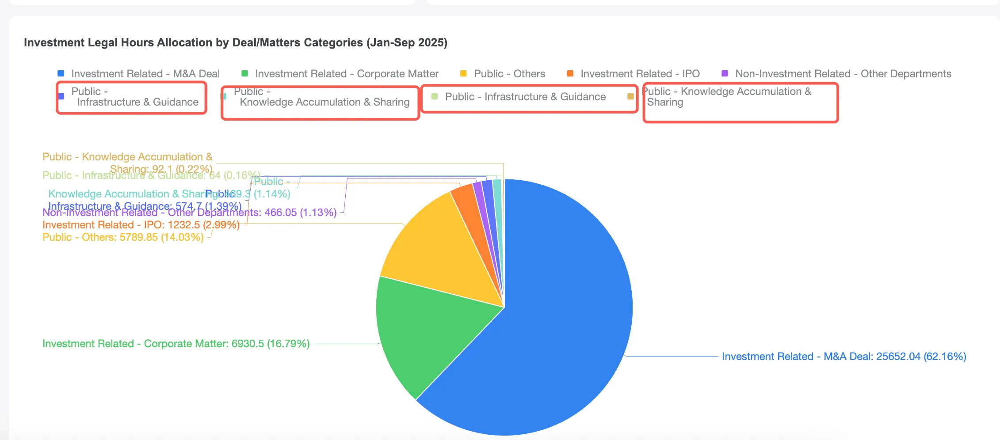 Investment Legal Hours Allocation by Deal/Matters Categories (Jan-Sep 2025)
Investment Related - M&A Deal
Investment Related - Corporate Matter
Public - Others
Investment Related - IPO
Non-Investment Related - Other Departments
Public -
Infrastructure & Guidance
Public -
Knowledge Accumulation & Sharing
Public - Infrastructure & Guidance
Public - Knowledge Accumulation &
Sharing
Public - Knowledge Accumulation &
Sharing: 92.1 (0.22%)
Public - Infrastructure & Guidance: 64 (0.16%)
Public -
Knowledge Accumulation & Sharing: 469.3 (1.14%)
Public -
Infrastructure & Guidance: 574.7 (1.39%)
Non-Investment Related - Other Departments: 466.05 (1.13%)
Investment Related - IPO: 1232.5 (2.99%)
Public - Others: 5789.85 (14.03%)
Investment Related - Corporate Matter: 6930.5 (16.79%)
Investment Related - M&A Deal: 25652.04 (62.16%)